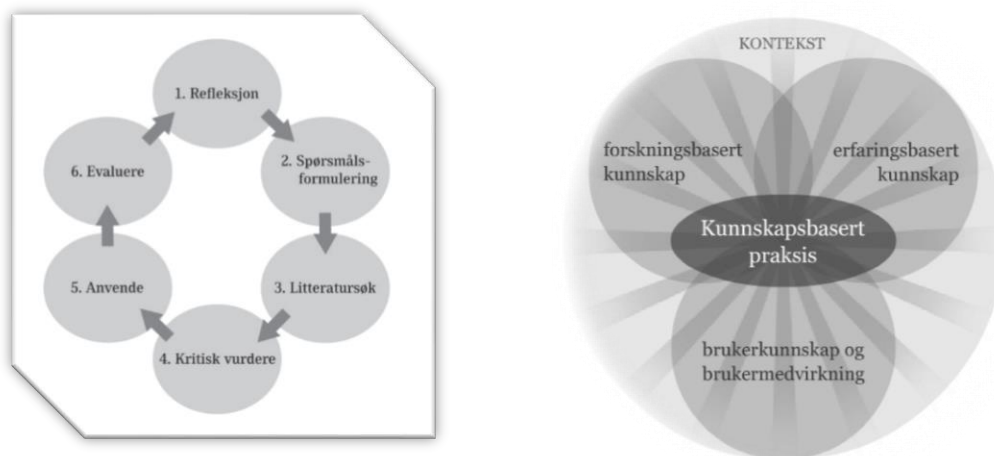 1. Refleksjon
2. Spørsmåls-
formulering
3. Litteratursøk
4. Kritisk vurdere
5. Anvende
6. Evaluere
KONTEKST
forskningsbasert
kunnskap
erfaringsbasert
kunnskap
Kunnskapsbasert
praksis
brukerkunnskap og
brukermedvirkning